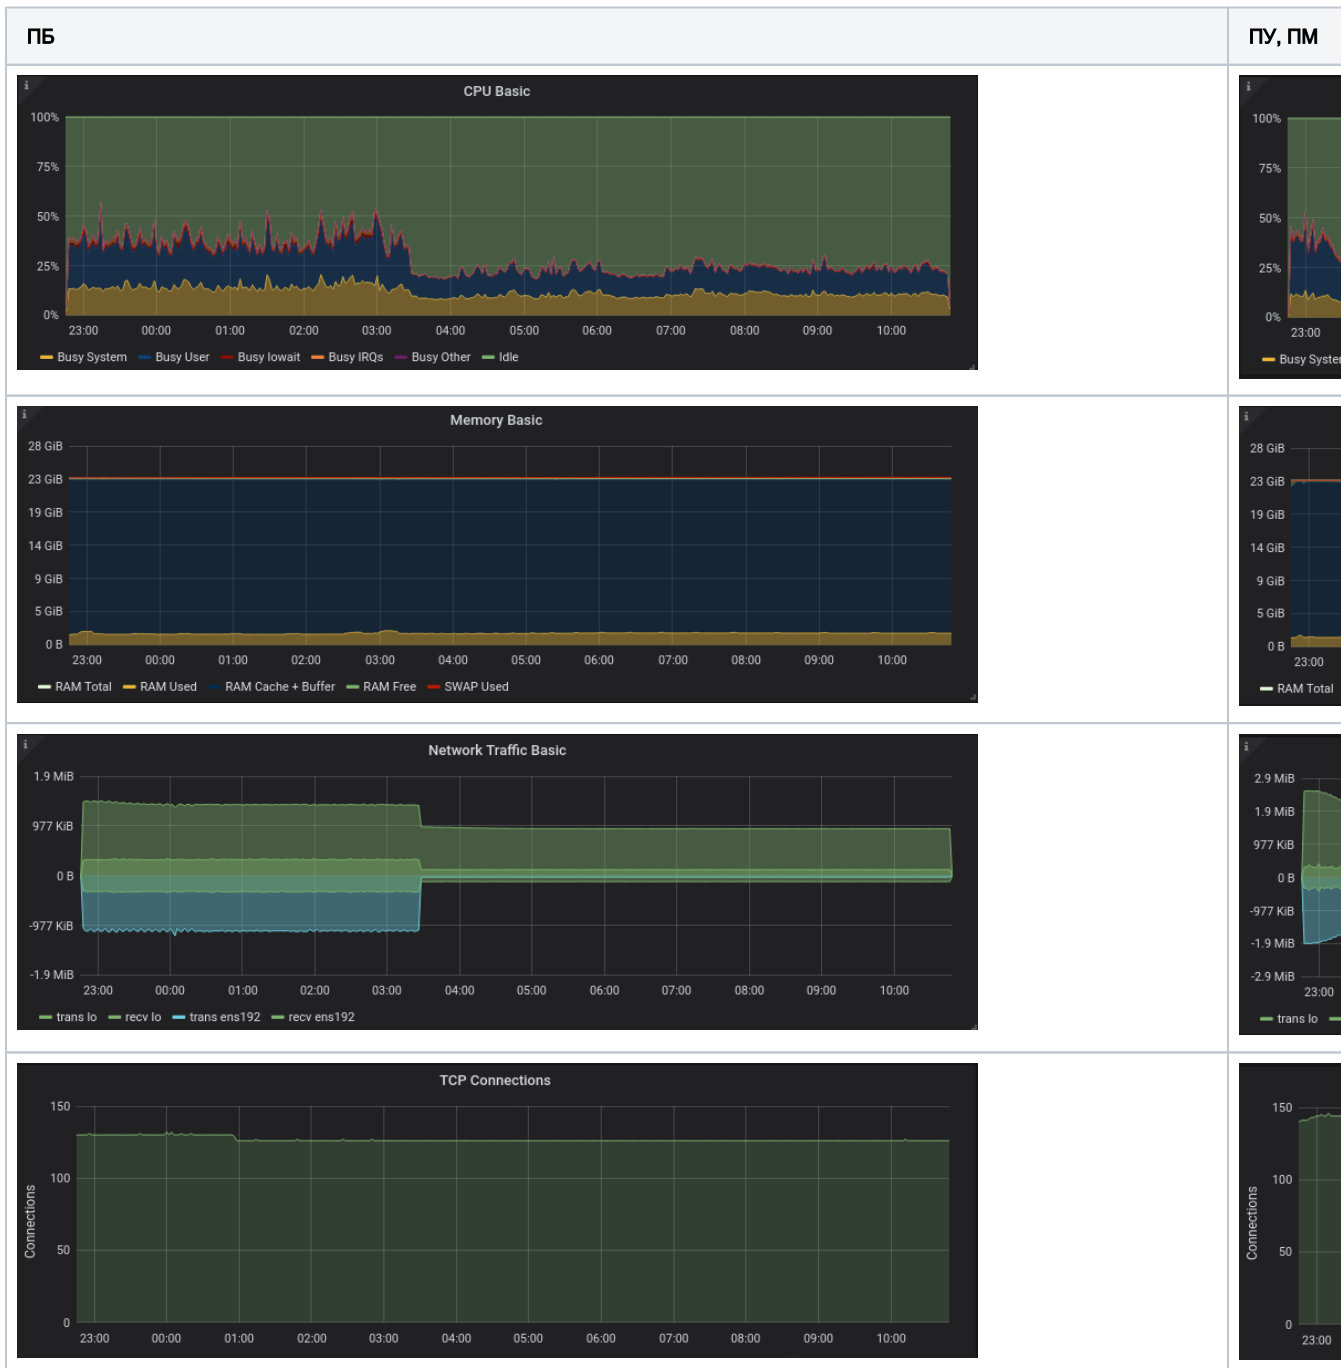 ПБ
ПУ, ПМ
CPU Basic
100%
75%
50%
25%
0%
23:00 00:00 01:00 02:00 03:00 04:00 05:00 06:00 07:00 08:00 09:00 10:00
Busy System Busy User Busy Iowait Busy IRQs Busy Other Idle
100%
75%
50%
25%
0%
23:00
Busy Syste
Memory Basic
28 GiB
23 GiB
19 GiB
14 GiB
9 GiB
5 GiB
0 B
23:00 00:00 01:00 02:00 03:00 04:00 05:00 06:00 07:00 08:00 09:00 10:00
RAM Total RAM Used RAM Cache + Buffer RAM Free SWAP Used
28 GiB
23 GiB
19 GiB
14 GiB
9 GiB
5 GiB
0 B
23:00
RAM Total
Network Traffic Basic
1.9 MiB
977 KiB
0 B
-977 KiB
-1.9 MiB
23:00 00:00 01:00 02:00 03:00 04:00 05:00 06:00 07:00 08:00 09:00 10:00
trans lo recv lo trans ens192 recv ens192
2.9 MiB
1.9 MiB
977 KiB
0 B
-977 KiB
-1.9 MiB
-2.9 MiB
23:00
trans lo
TCP Connections
Connections
150
100
50
0
23:00 00:00 01:00 02:00 03:00 04:00 05:00 06:00 07:00 08:00 09:00 10:00
Connections
150
100
50
0
23:00